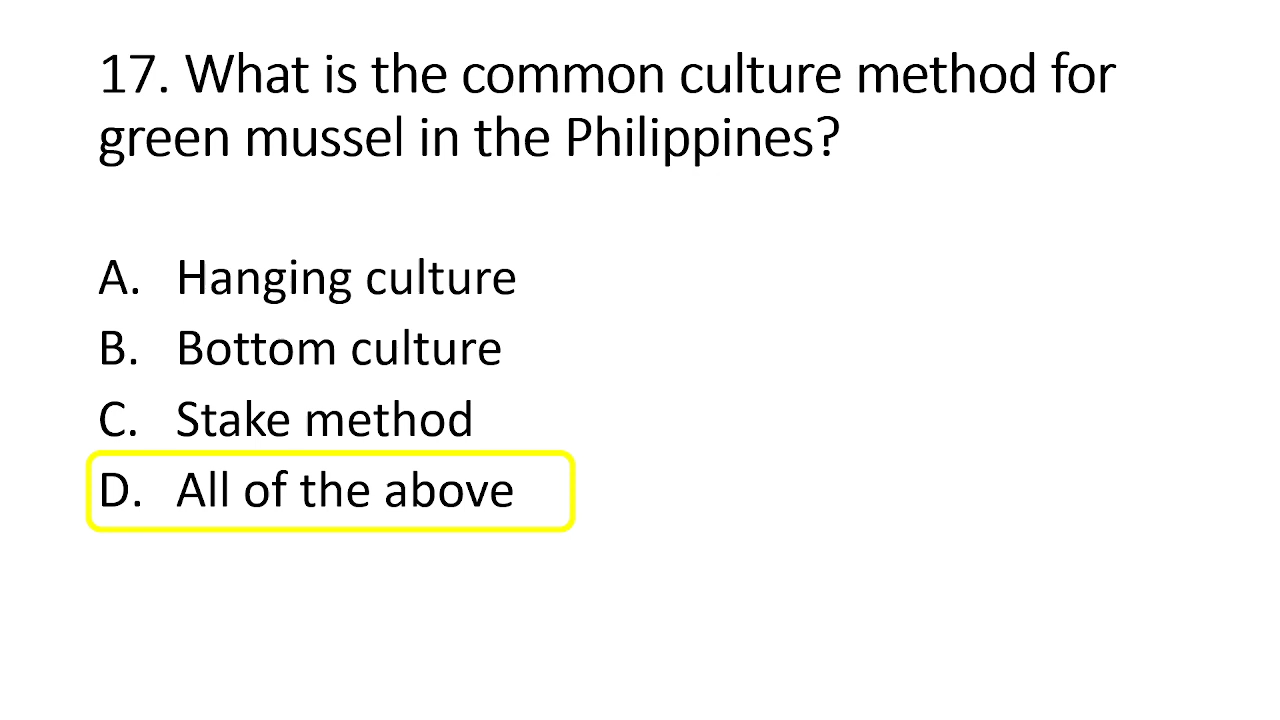 17. What is the common culture method for
green mussel in the Philippines?
A. Hanging culture
B. Bottom culture
C. Stake method
D. All of the above